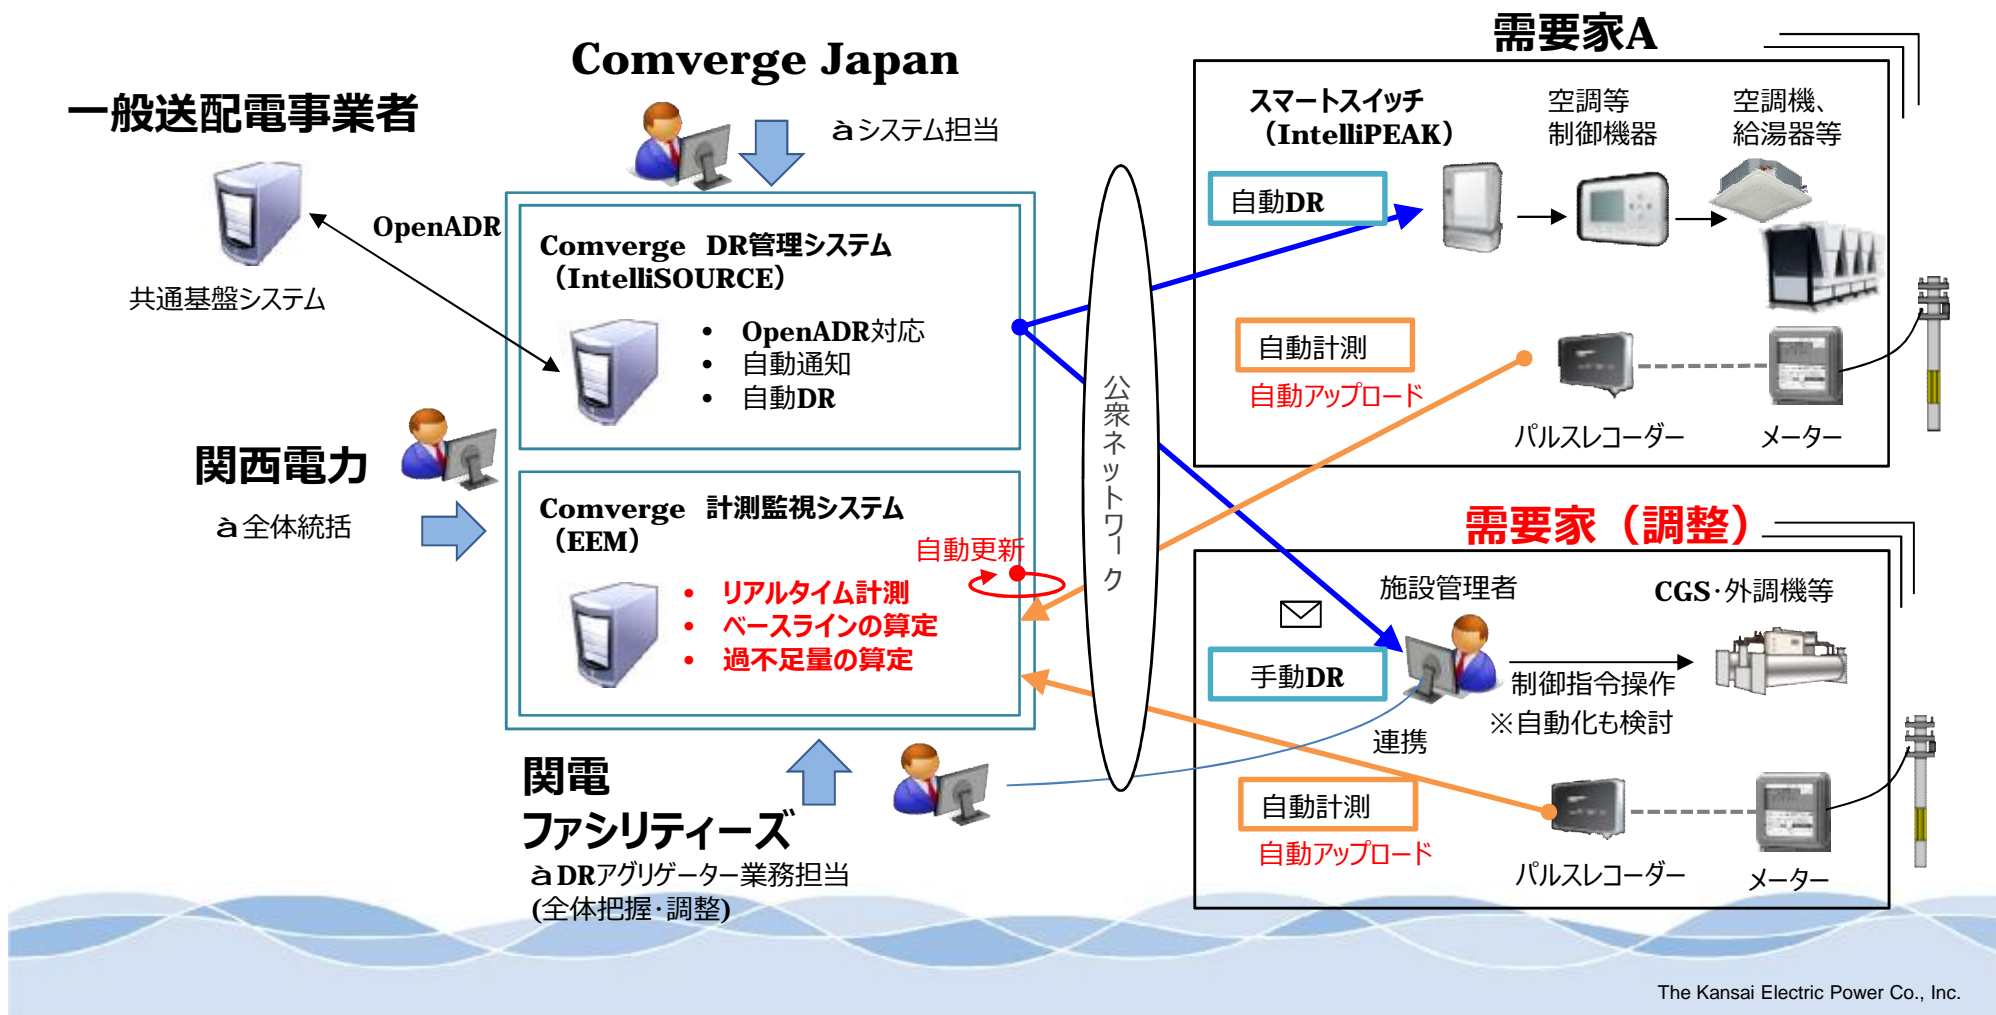 Comverge Japan
àシステム担当
一般送配電事業者
共通基盤システム
OpenADR
関西電力
à全体統括
Comverge DR管理システム
（IntelliSOURCE）
• OpenADR対応
• 自動通知
• 自動DR
Comverge 計測監視システム
（EEM）
自動更新
• リアルタイム計測
• ベースラインの算定
• 過不足量の算定
関電
ファシリティーズ
àDRアグリゲーター業務担当
(全体把握･調整)
公衆ネットワーク
需要家A
スマートスイッチ
（IntelliPEAK）
空調等
制御機器
空調機、
給湯器等
自動DR
自動計測
自動アップロード
パルスレコーダー
メーター
需要家（調整）
施設管理者
CGS･外調機等
手動DR
制御指令操作
※自動化も検討
連携
自動計測
自動アップロード
パルスレコーダー
メーター
The Kansai Electric Power Co., Inc.